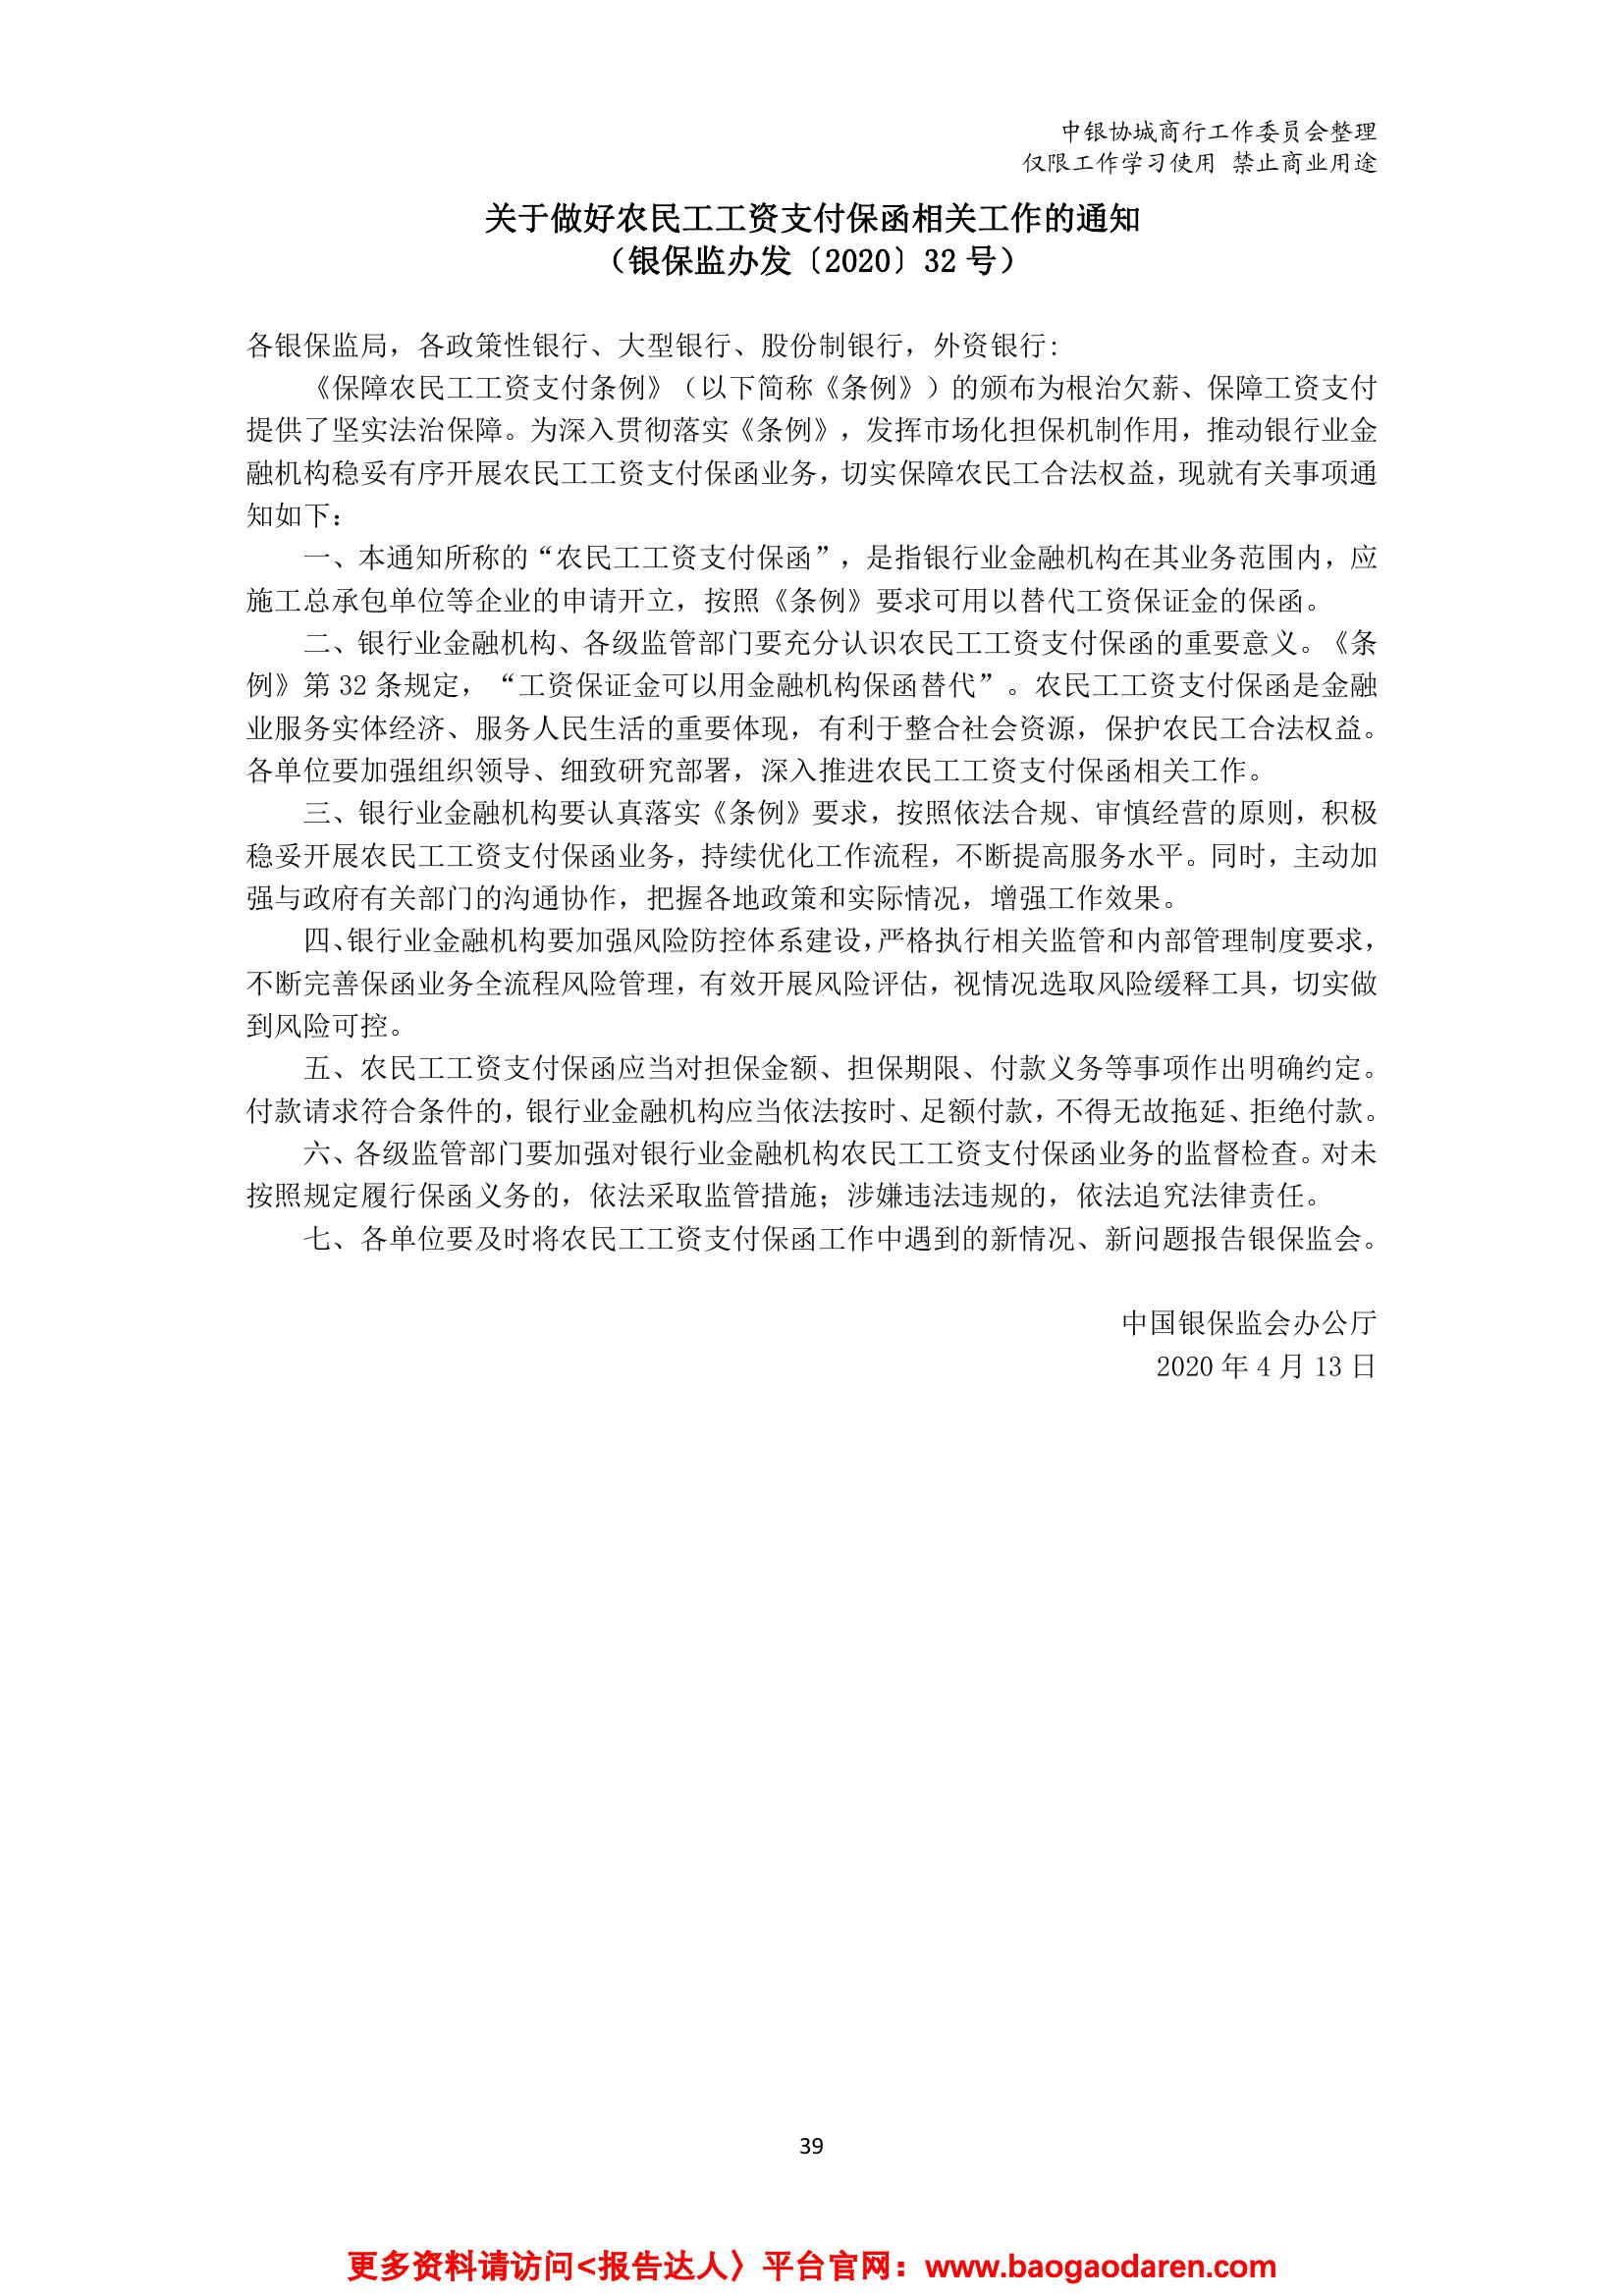 中银协城商行工作委员会整理
仅限工作学习使用 禁止商业用途
关于做好农民工工资支付保函相关工作的通知
（银保监办发〔2020〕32 号）
各银保监局，各政策性银行、大型银行、股份制银行，外资银行：
《保障农民工工资支付条例》（以下简称《条例》）的颁布为根治欠薪、保障工资支付
提供了坚实法治保障。为深入贯彻落实《条例》，发挥市场化担保机制作用，推动银行业金
融机构稳妥有序开展农民工工资支付保函业务，切实保障农民工合法权益，现就有关事项通
知如下：
一、本通知所称的“农民工工资支付保函”，是指银行业金融机构在其业务范围内，应
施工总承包单位等企业的申请开立，按照《条例》要求可用以替代工资保证金的保函。
二、银行业金融机构、各级监管部门要充分认识农民工工资支付保函的重要意义。《条
例》第 32 条规定，“工资保证金可以用金融机构保函替代”。农民工工资支付保函是金融
业服务实体经济、服务人民生活的重要体现，有利于整合社会资源，保护农民工合法权益。
各单位要加强组织领导、细致研究部署，深入推进农民工工资支付保函相关工作。
三、银行业金融机构要认真落实《条例》要求，按照依法合规、审慎经营的原则，积极
稳妥开展农民工工资支付保函业务，持续优化工作流程，不断提高服务水平。同时，主动加
强与政府有关部门的沟通协作，把握各地政策和实际情况，增强工作效果。
四、银行业金融机构要加强风险防控体系建设，严格执行相关监管和内部管理制度要求，
不断完善保函业务全流程风险管理，有效开展风险评估，视情况选取风险缓释工具，切实做
到风险可控。
五、农民工工资支付保函应当对担保金额、担保期限、付款义务等事项作出明确约定。
付款请求符合条件的，银行业金融机构应当依法按时、足额付款，不得无故拖延、拒绝付款。
六、各级监管部门要加强对银行业金融机构农民工工资支付保函业务的监督检查。对未
按照规定履行保函义务的，依法采取监管措施；涉嫌违法违规的，依法追究法律责任。
七、各单位要及时将农民工工资支付保函工作中遇到的新情况、新问题报告银保监会。
中国银保监会办公厅
2020 年 4 月 13 日
39
更多资料请访问<报告达人〉平台官网：www.baogaodaren.com